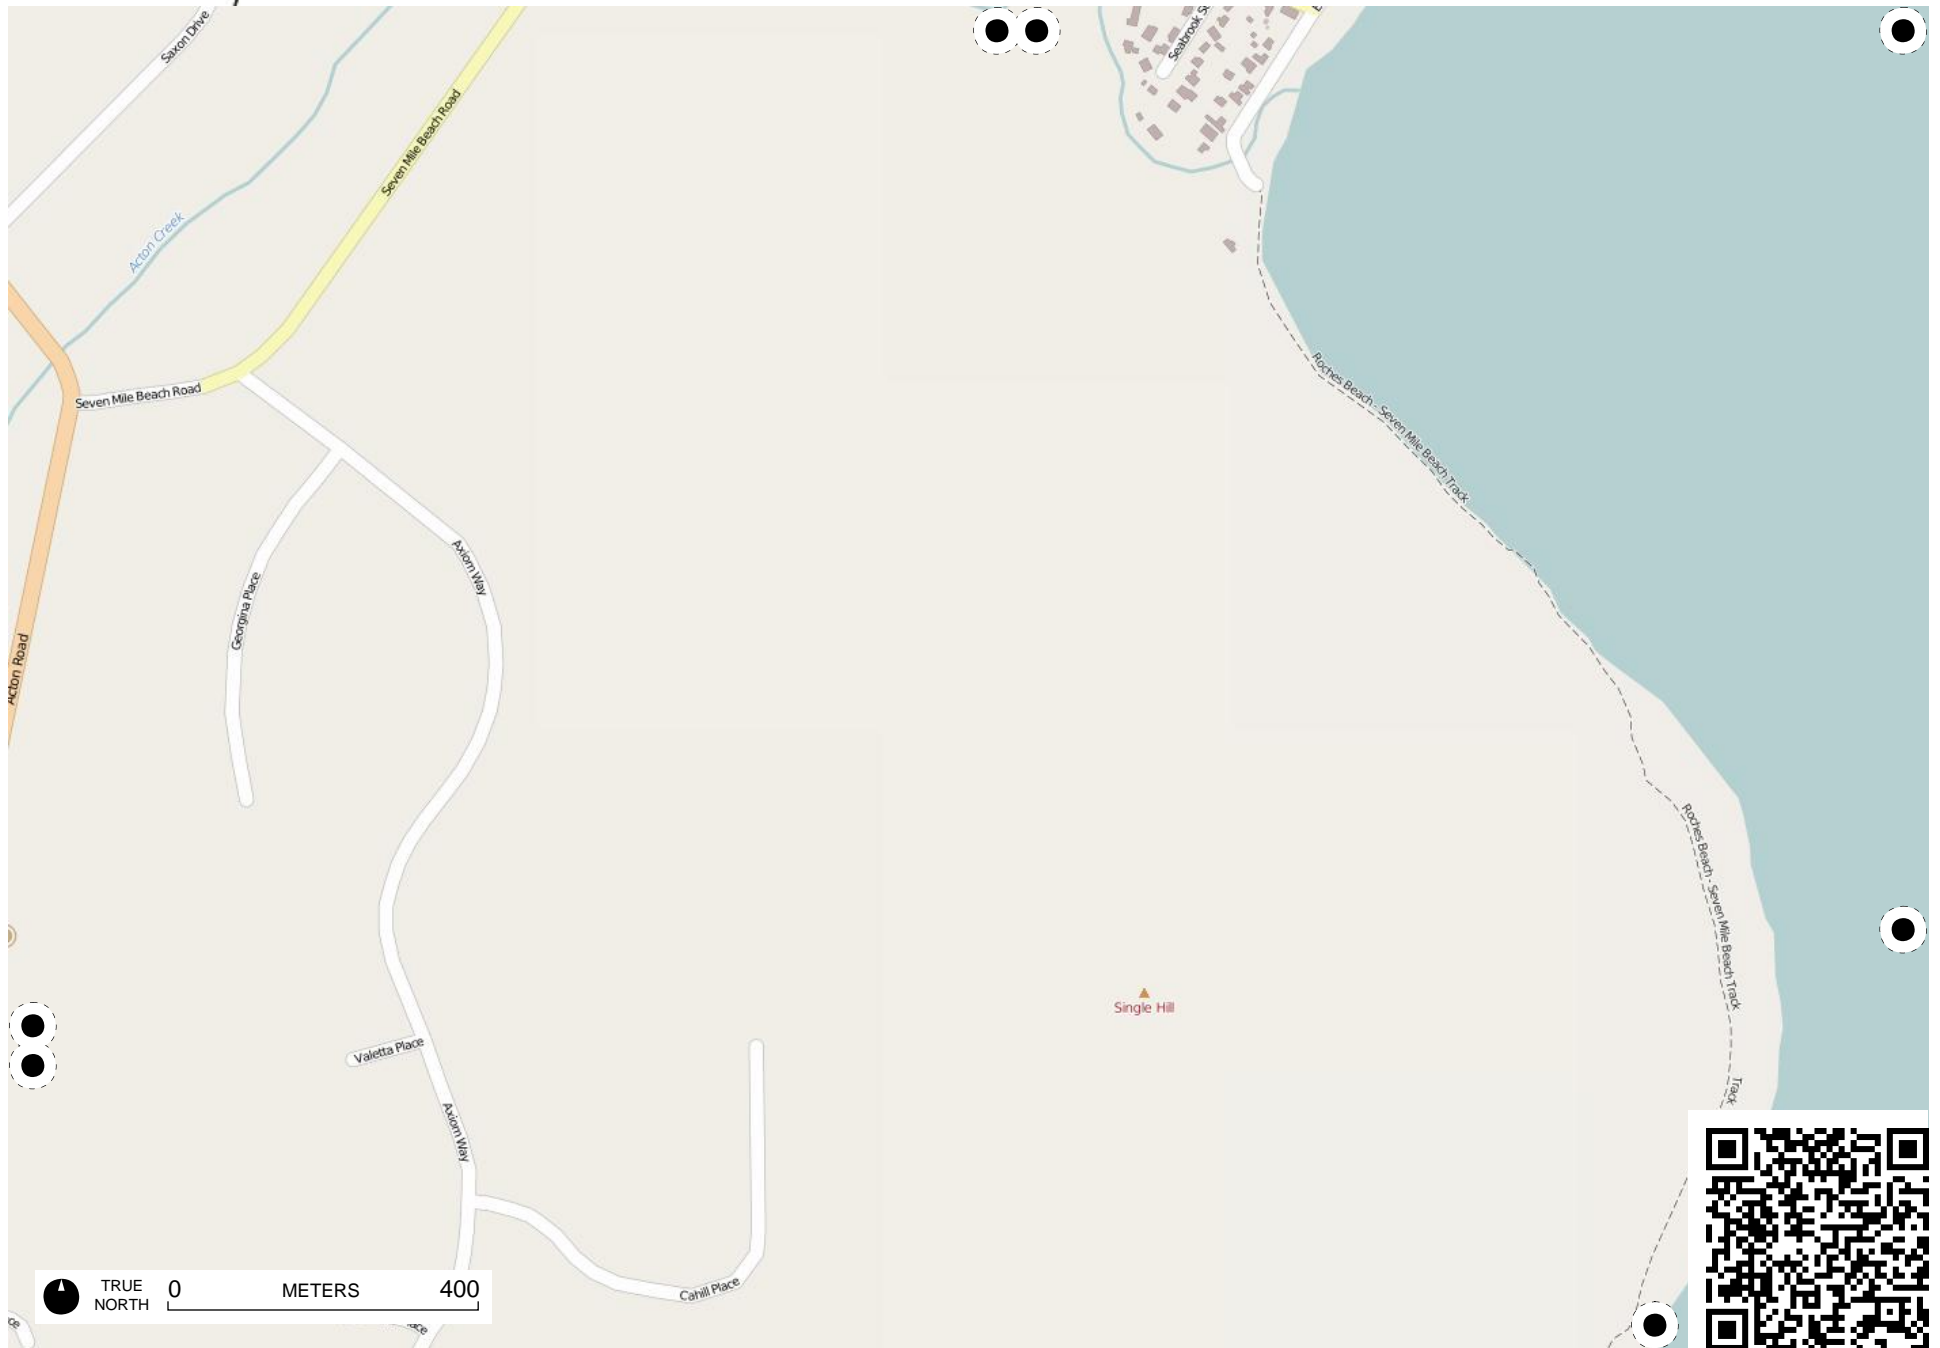 Saxon Drive
Seabrook
Seven Mile Beach Road
Acton Creek
Roches Beach - Seven Mile Beach Track
Seven Mile Beach Road
Axiom Way
Georgina Place
Acton Road
Roches Beach - Seven Mile Beach Track
Single Hill
Valetta Place
Track
Axiom Way
Cahill Place
TRUE
NORTH
0 METERS 400